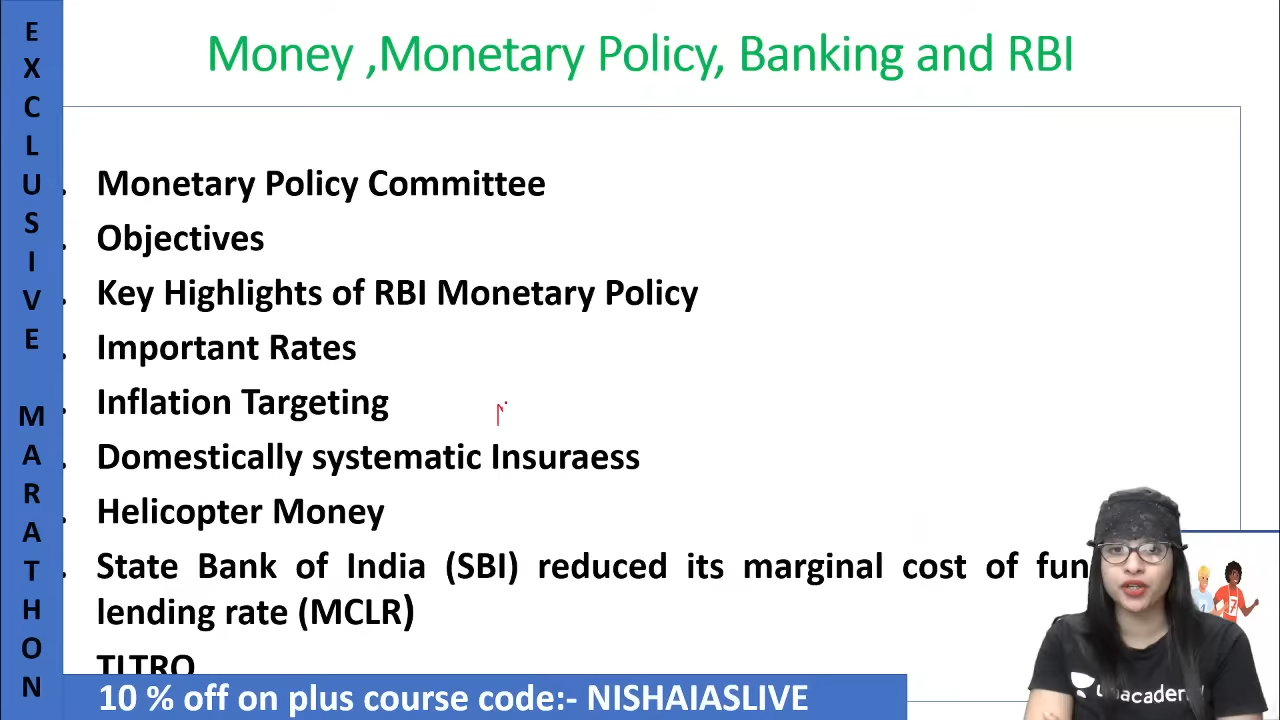 EXCLUSIVE MARATHON
Money ,Monetary Policy, Banking and RBI
Monetary Policy Committee
Objectives
Key Highlights of RBI Monetary Policy
Important Rates
Inflation Targeting
Domestically systematic Insuraess
Helicopter Money
State Bank of India (SBI) reduced its marginal cost of
lending rate (MCLR)
TLTRO
10 % off on plus course code:- NISHAIASLIVE
7